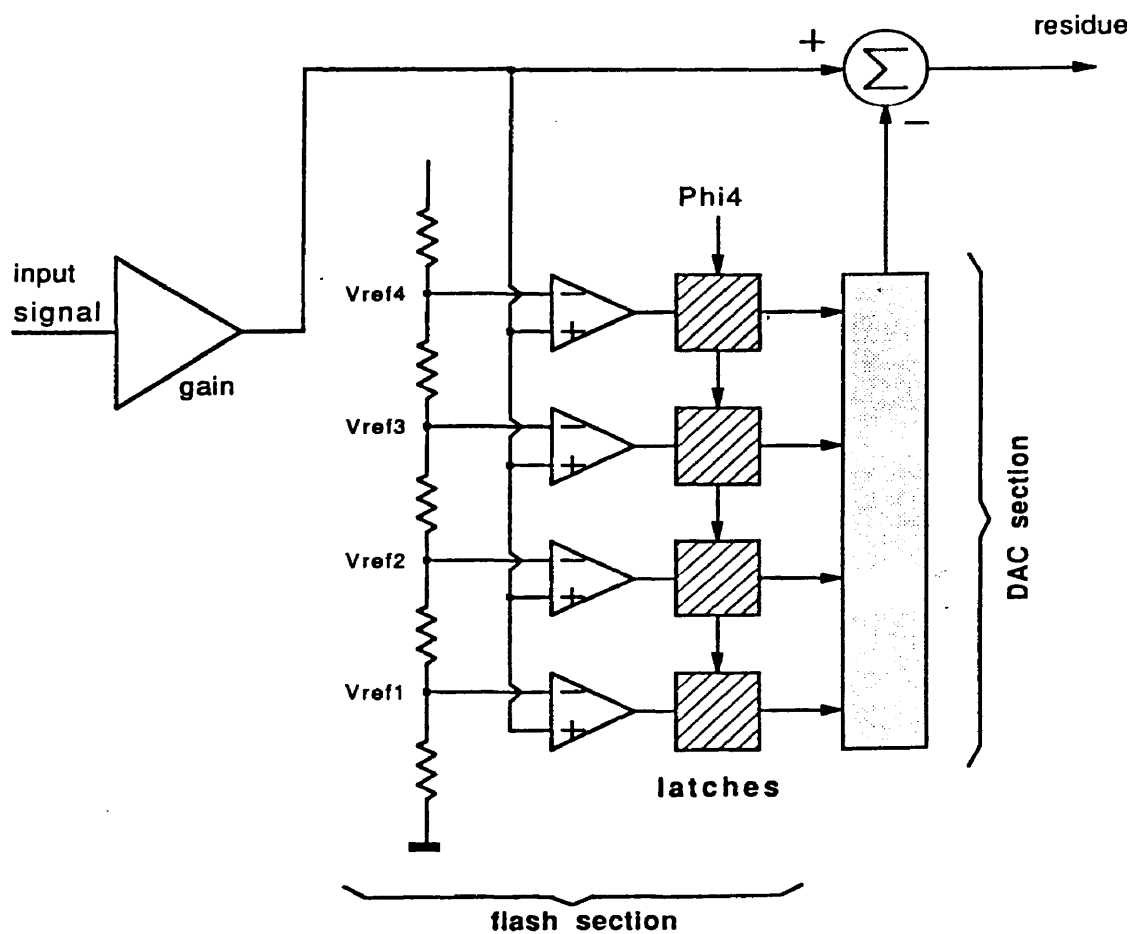 residue
+
Σ
−
Phi4
input
signal
gain
Vref4
−
+
Vref3
−
+
Vref2
−
+
Vref1
−
+
DAC section
latches
flash section